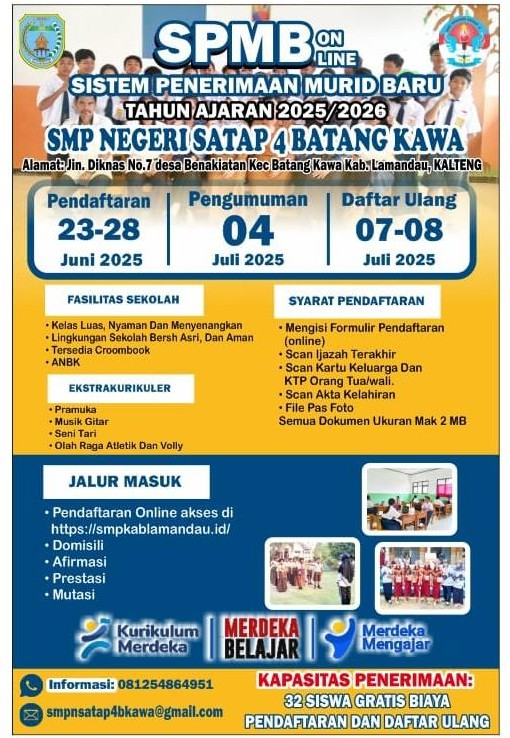 SPMB ON LINE
SISTEM PENERIMAAN MURID BARU
TAHUN AJARAN 2025/2026
SMP NEGERI SATAP 4 BATANG KAWA
Alamat: Jln. Diknas No.7 desa Benakiatan Kec Batang Kawa Kab. Lamandau, KALTENG
Pendaftaran
23-28
Juni 2025
Pengumuman
04
Juli 2025
Daftar Ulang
07-08
Juli 2025
FASILITAS SEKOLAH
• Kelas Luas, Nyaman Dan Menyenangkan
• Lingkungan Sekolah Bersh Asri, Dan Aman
• Tersedia Croombook
• ANBK
EKSTRAKURIKULER
• Pramuka
• Musik Gitar
• Seni Tari
• Olah Raga Atletik Dan Volly
SYARAT PENDAFTARAN
• Mengisi Formulir Pendaftaran
(online)
• Scan Ijazah Terakhir
• Scan Kartu Keluarga Dan
KTP Orang Tua/wali.
• Scan Akta Kelahiran
• File Pas Foto
Semua Dokumen Ukuran Mak 2 MB
JALUR MASUK
• Pendaftaran Online akses di
https://smpkablamandau.id/
• Domisili
• Afirmasi
• Prestasi
• Mutasi
Kurikulum
Merdeka
MERDEKA
BELAJAR
Merdeka
Mengajar
Informasi: 081254864951
smpnsatap4bkawa@gmail.com
KAPASITAS PENERIMAAN:
32 SISWA GRATIS BIAYA
PENDAFTARAN DAN DAFTAR ULANG